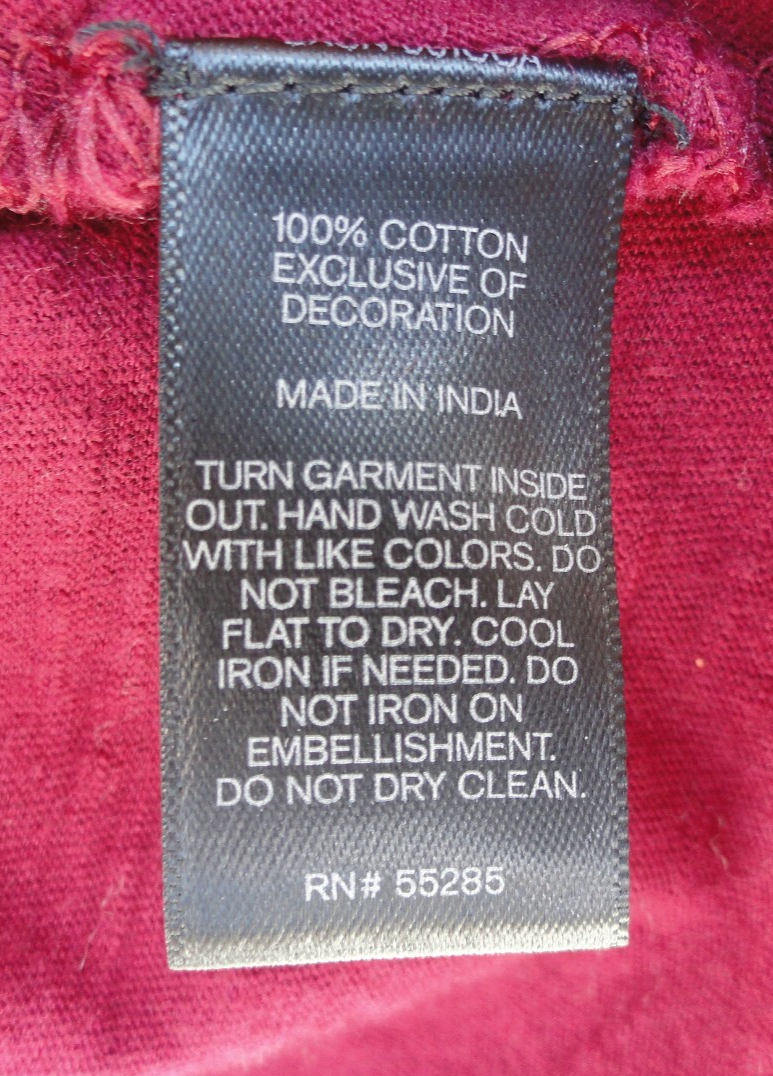 100% COTTON
EXCLUSIVE OF
DECORATION
MADE IN INDIA
TURN GARMENT INSIDE
OUT. HAND WASH COLD
WITH LIKE COLORS. DO
NOT BLEACH. LAY
FLAT TO DRY. COOL
IRON IF NEEDED. DO
NOT IRON ON
EMBELLISHMENT.
DO NOT DRY CLEAN.
RN# 55285